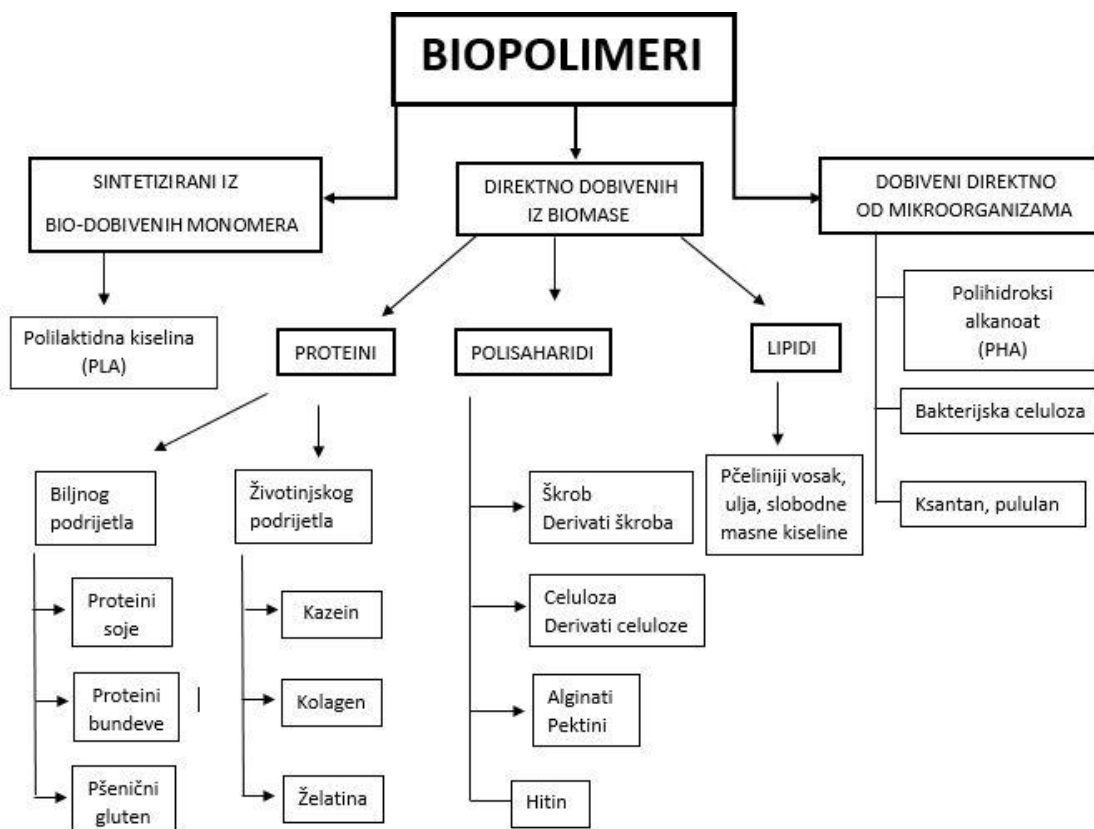 BIOPOLIMERI
SINTETIZIRANI IZ
BIO-DOBIVENIH MONOMERA
DIREKTNO DOBIVENIH
IZ BIOMASE
DOBIVENI DIREKTNO
OD MIKROORGANIZAMA
Polilaktidna kiselina
(PLA)
PROTEINI
POLISAHARIDI
LIPIDI
Polihidroksi
alkanoat
(PHA)
Bakterijska celuloza
Ksantan, pululan
Biljnog
podrijetla
Životinjskog
podrijetla
Škrob
Derivati škroba
Pčeliniji vosak,
ulja, slobodne
masne kiseline
Proteini
soje
Kazein
Celuloza
Derivati celuloze
Proteini
bundeve
Kolagen
Alginati
Pektini
Pšenični
gluten
Želatina
Hitin